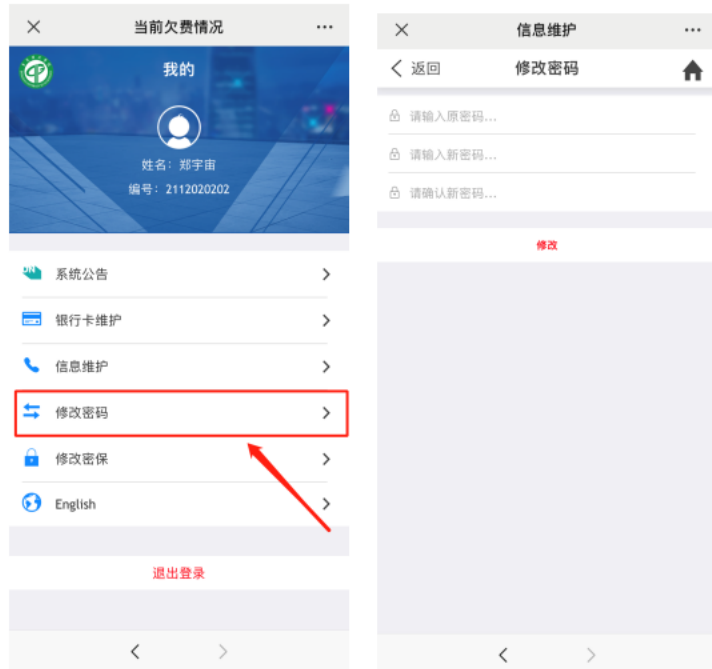 当前欠费情况
我的
姓名：郑宇宙
编号：2112020202
系统公告
银行卡维护
信息维护
修改密码
修改密保
English
退出登录
信息维护
返回
修改密码
请输入原密码...
请输入新密码...
请确认新密码...
修改